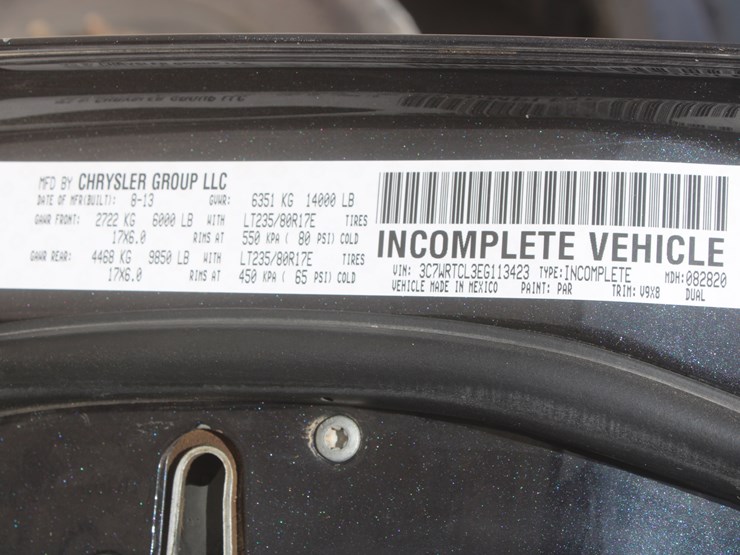 MFD BY CHRYSLER GROUP LLC
DATE OF MFR(BUILT): 8-13 GVWR: 6351 KG 14000 LB
GAWR FRONT: 2722 KG 6000 LB WITH LT235/80R17E TIRES
17X6.0 RIMS AT 550 KPA ( 80 PSI) COLD
GAWR REAR: 4468 KG 9850 LB WITH LT235/80R17E TIRES
17X6.0 RIMS AT 450 KPA ( 65 PSI) COLD
INCOMPLETE VEHICLE
VIN: 3C7WRTCL3EG113423 TYPE: INCOMPLETE MDH: 082820
VEHICLE MADE IN MEXICO PAINT: PAR TRIM: V9X8 DUAL